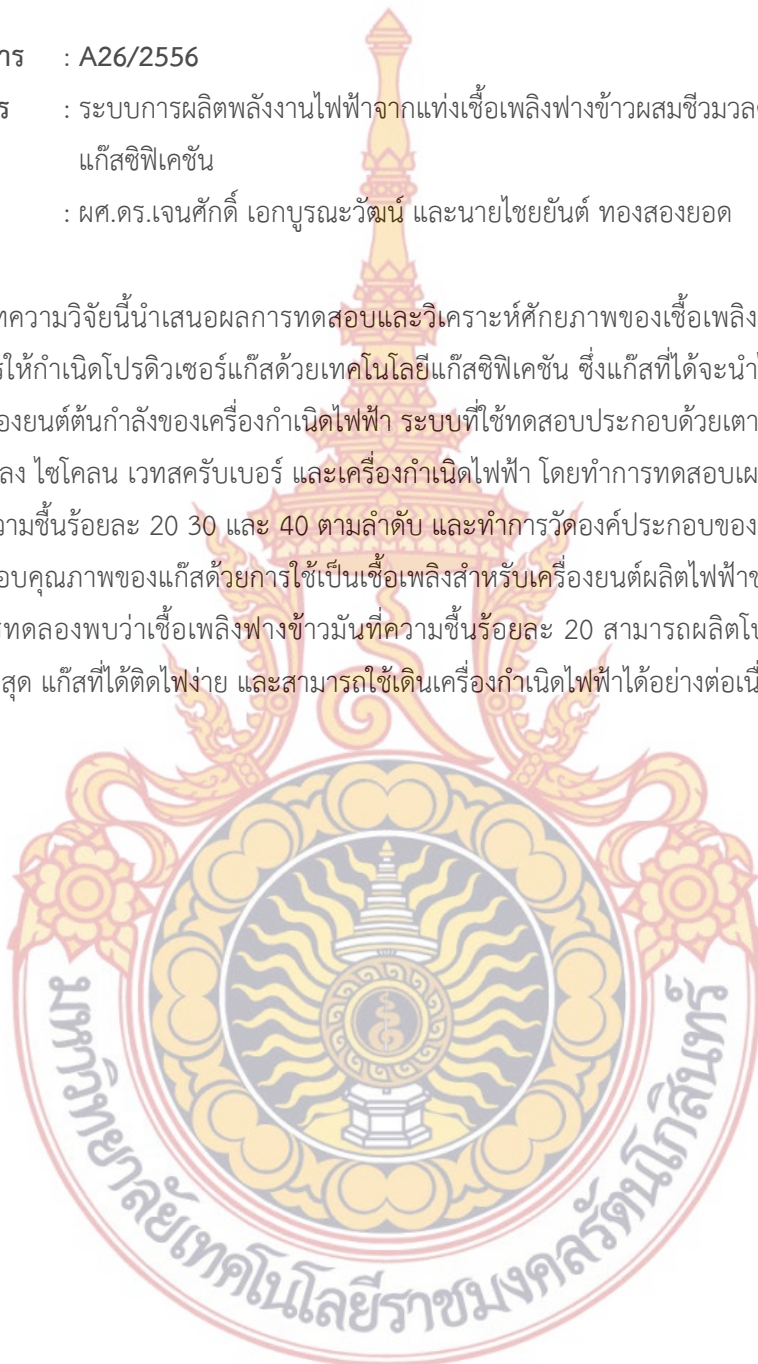 าร : A26/2556
ร : ระบบการผลิตพลังงานไฟฟ้าจากแท่งเชื้อเพลิงฟางข้าวผสมชีวมวล
แก๊สซิฟิเคชัน
: ผศ.ดร.เจนศักดิ์ เอกบูรณะวัฒน์ และนายไชยยันต์ ทองสองยอด
ทความวิจัยนี้นำเสนอผลการทดสอบและวิเคราะห์ศักยภาพของเชื้อเพลิง
รให้กำเนิดโปรดิวเซอร์แก๊สด้วยเทคโนโลยีแก๊สซิฟิเคชัน ซึ่งแก๊สที่ได้จะนำ
องยนต์ต้นกำลังของเครื่องกำเนิดไฟฟ้า ระบบที่ใช้ทดสอบประกอบด้วยเตา
ลง ไซโคลน เวทสครับเบอร์ และเครื่องกำเนิดไฟฟ้า โดยทำการทดสอบเผ
วามชื้นร้อยละ 20 30 และ 40 ตามลำดับ และทำการวัดองค์ประกอบของ
อบคุณภาพของแก๊สด้วยการใช้เป็นเชื้อเพลิงสำหรับเครื่องยนต์ผลิตไฟฟ้าข
รทดลองพบว่าเชื้อเพลิงฟางข้าวมันที่ความชื้นร้อยละ 20 สามารถผลิตโป
สุด แก๊สที่ได้ติดไฟง่าย และสามารถใช้เดินเครื่องกำเนิดไฟฟ้าได้อย่างต่อเนื่
มหาวิทยาลัยเทคโนโลยีราชมงคลรัตนโกสินทร์